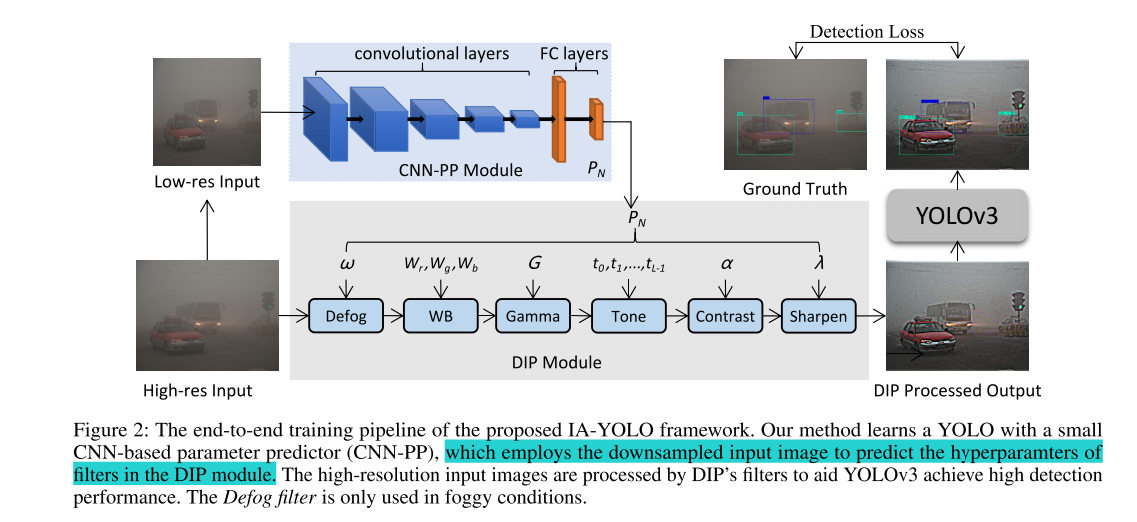 Detection Loss
convolutional layers
FC layers
CNN-PP Module
P_N
Low-res Input
Ground Truth
YOLOv3
P_N
ω
W_r,W_g,W_b
G
t_0,t_1,...,t_{L-1}
α
λ
Defog
WB
Gamma
Tone
Contrast
Sharpen
DIP Module
High-res Input
DIP Processed Output
Figure 2: The end-to-end training pipeline of the proposed IA-YOLO framework. Our method learns a YOLO with a small
CNN-based parameter predictor (CNN-PP), which employs the downsampled input image to predict the hyperparamters of
filters in the DIP module. The high-resolution input images are processed by DIP's filters to aid YOLOv3 achieve high detection
performance. The Defog filter is only used in foggy conditions.